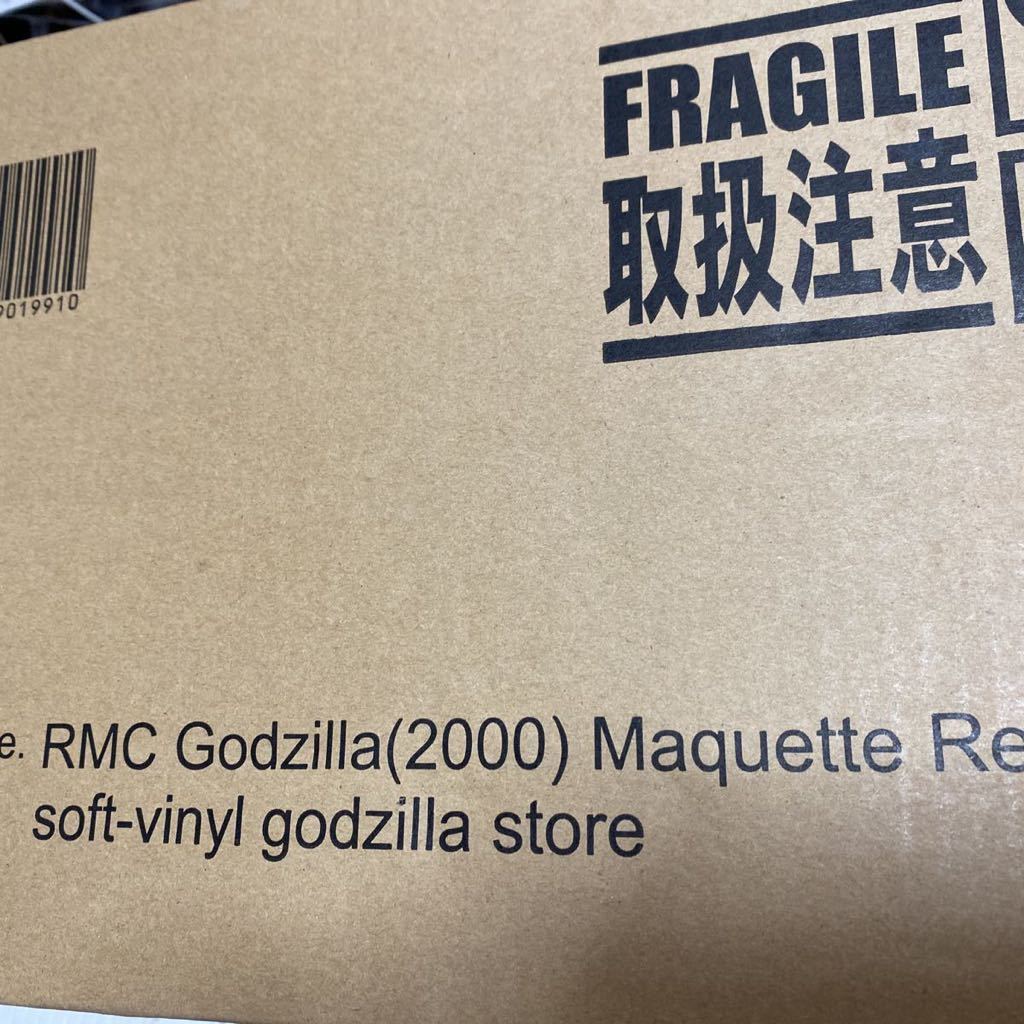 FRAGILE
取扱注意
9019910
e. RMC Godzilla(2000) Maquette Re
soft-vinyl godzilla store